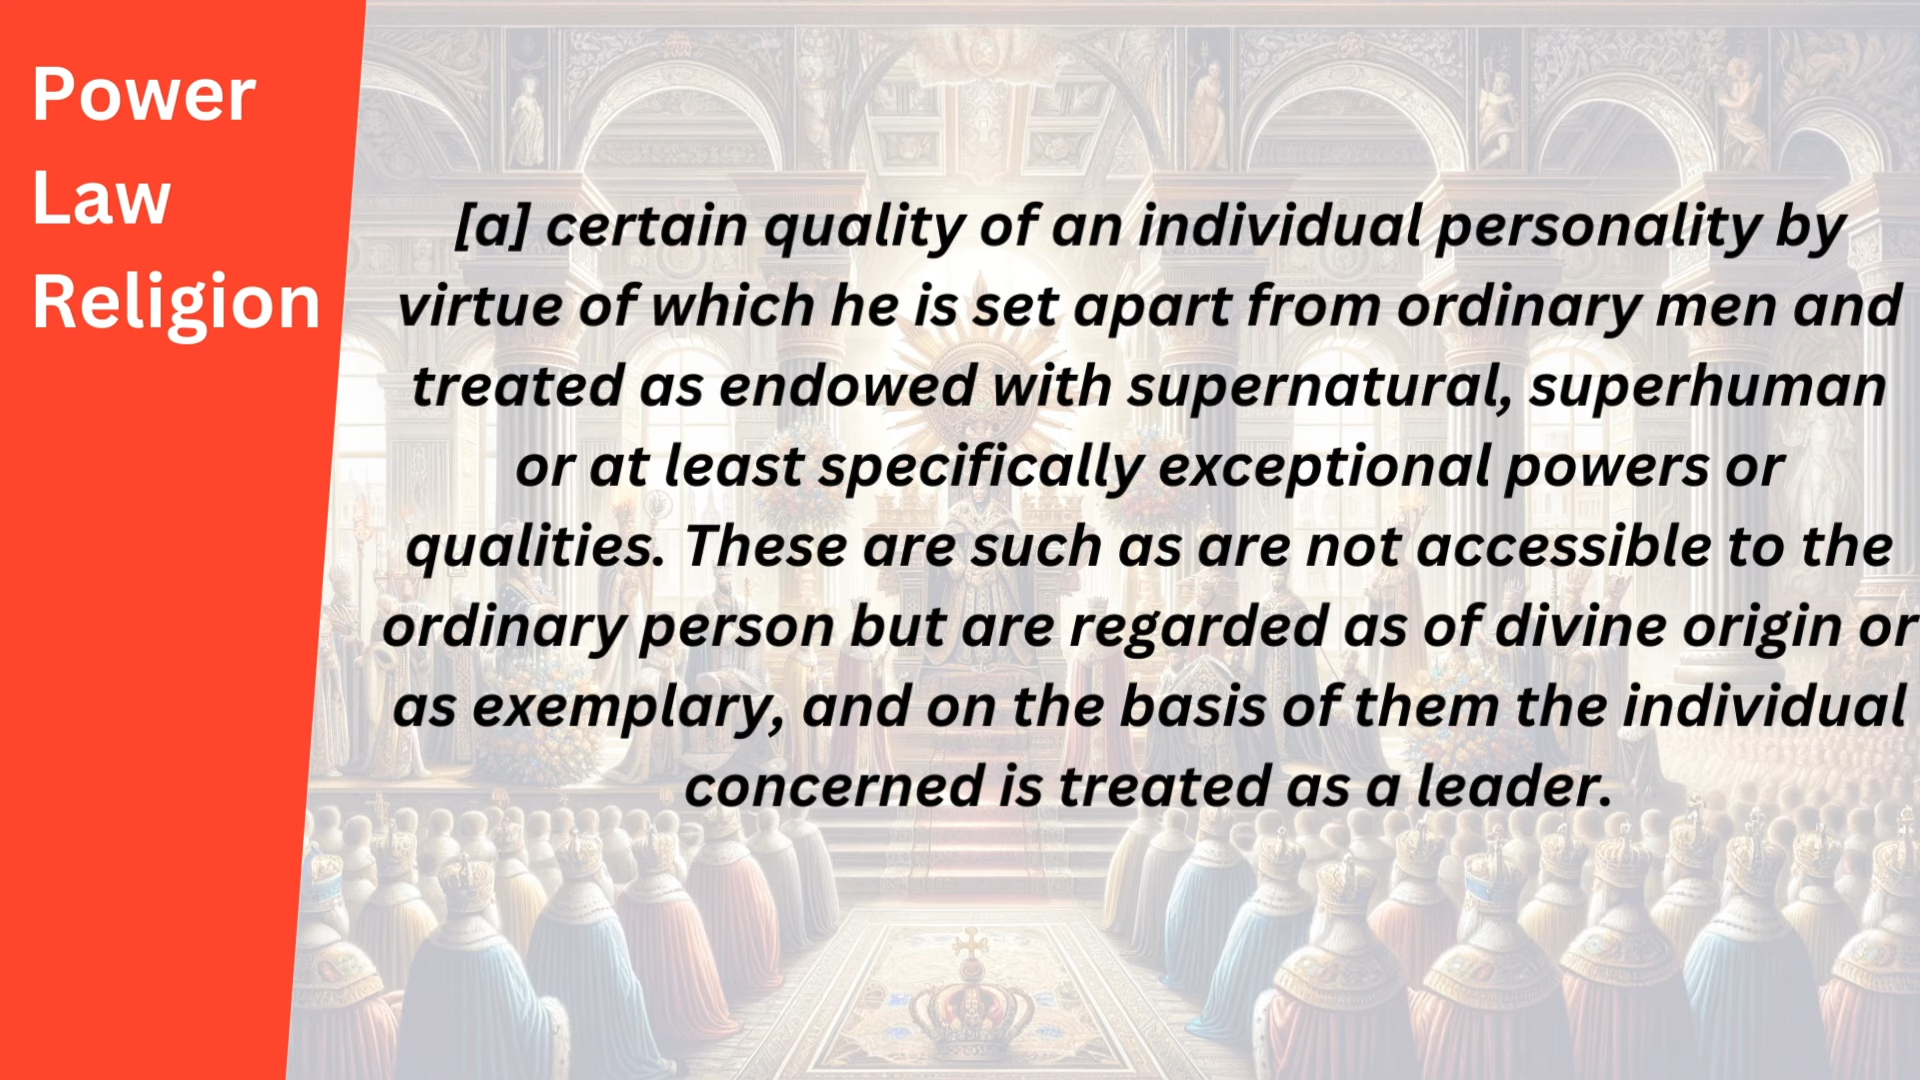 Power
Law
Religion
[a] certain quality of an individual personality by
virtue of which he is set apart from ordinary men and
treated as endowed with supernatural, superhuman
or at least specifically exceptional powers or
qualities. These are such as are not accessible to the
ordinary person but are regarded as of divine origin or
as exemplary, and on the basis of them the individual
concerned is treated as a leader.